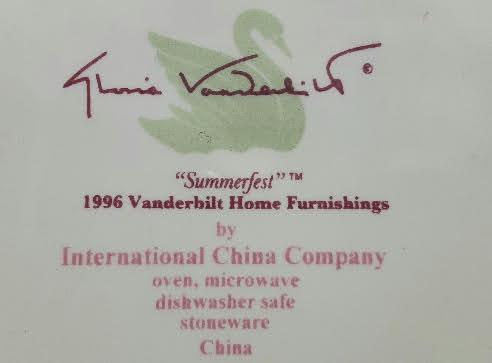 Gloria Vanderbilt ®
"Summerfest"™
1996 Vanderbilt Home Furnishings
by
International China Company
oven, microwave
dishwasher safe
stoneware
China